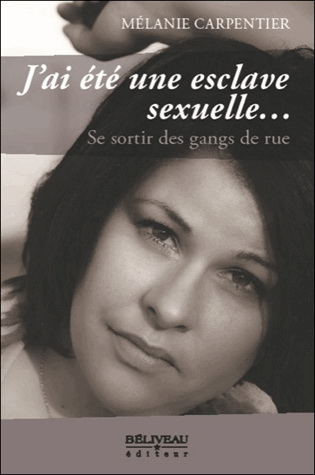 MÉLANIE CARPENTIER
J'ai été une esclave
sexuelle...
Se sortir des gangs de rue
BÉLIVEAU
éditeur